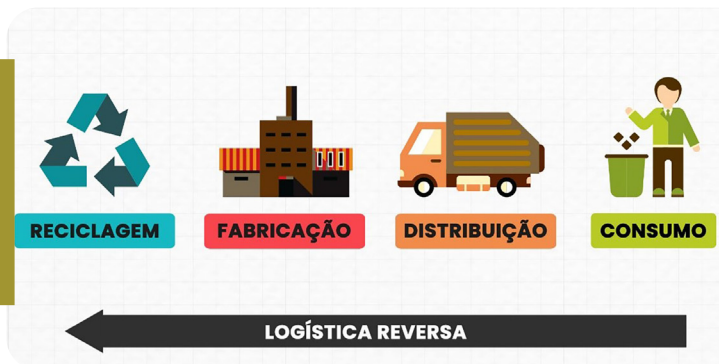 RECICLAGEM
FABRICAÇÃO
DISTRIBUIÇÃO
CONSUMO
LOGÍSTICA REVERSA